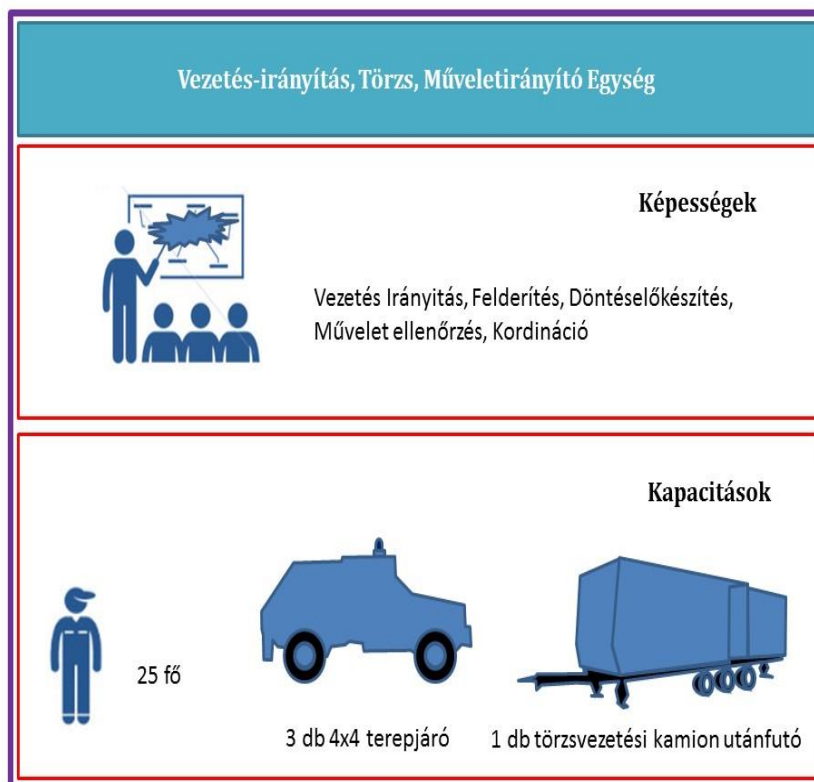 Vezetés-irányítás, Törzs, Műveletirányító Egység
Képességek
Vezetés Irányitás, Felderítés, Döntéselőkészítés,
Művelet ellenőrzés, Kordináció
Kapacitások
25 fő
3 db 4x4 terepjáró
1 db törzsvezetési kamion utánfutó